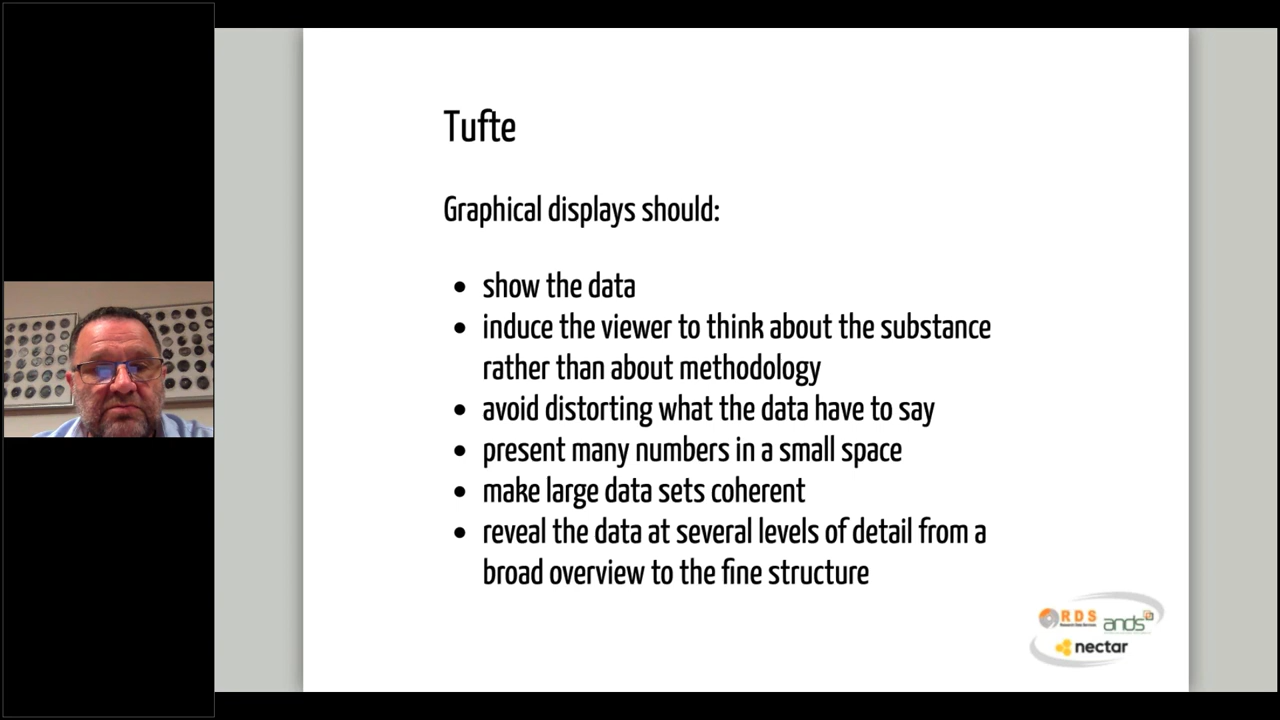 Tufte
Graphical displays should:
• show the data
• induce the viewer to think about the substance
rather than about methodology
• avoid distorting what the data have to say
• present many numbers in a small space
• make large data sets coherent
• reveal the data at several levels of detail from a
broad overview to the fine structure
RDS
ands
nectar